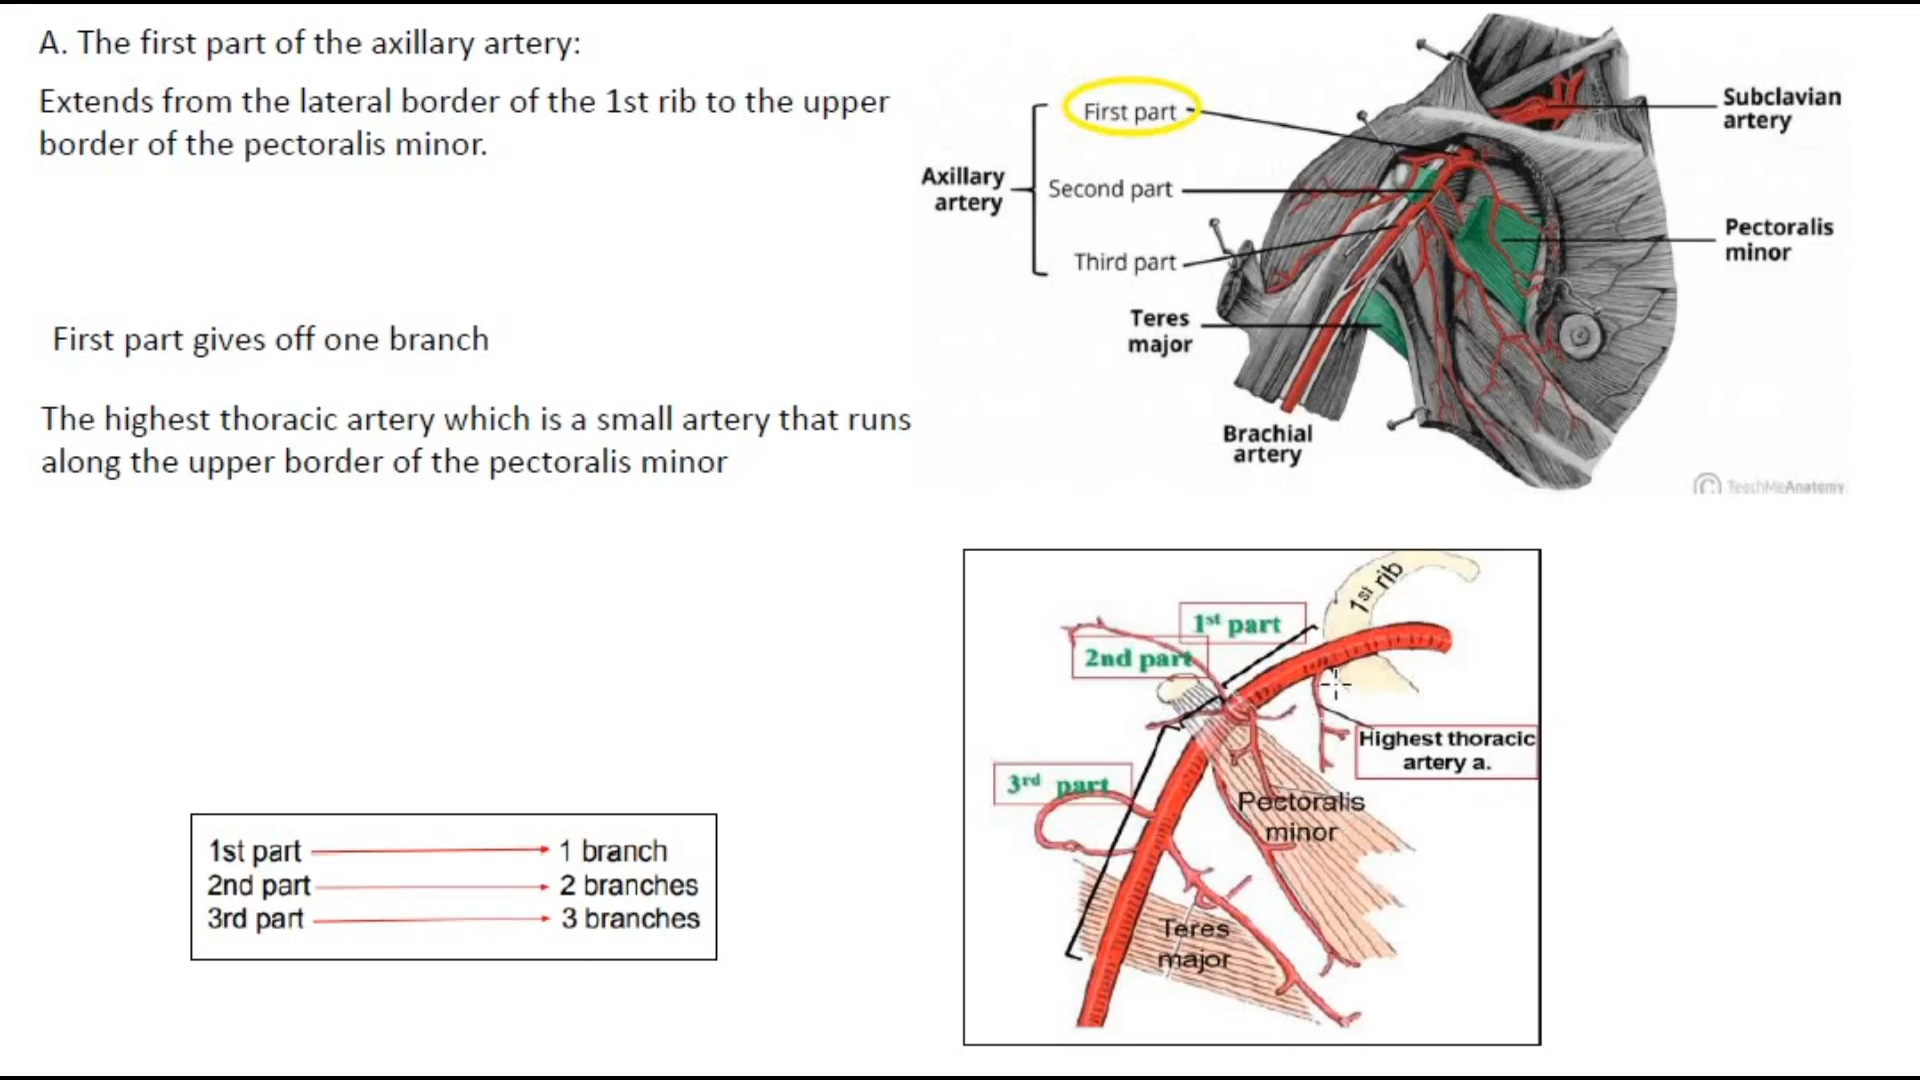 A. The first part of the axillary artery:
Extends from the lateral border of the 1st rib to the upper
border of the pectoralis minor.
First part gives off one branch
The highest thoracic artery which is a small artery that runs
along the upper border of the pectoralis minor
Axillary
artery
First part
Second part
Third part
Teres
major
Brachial
artery
Subclavian
artery
Pectoralis
minor
© TeachMeAnatomy
1st part 1 branch
2nd part 2 branches
3rd part 3 branches
1st rib
1st part
2nd part
3rd part
Highest thoracic
artery a.
Pectoralis
minor
Teres
major